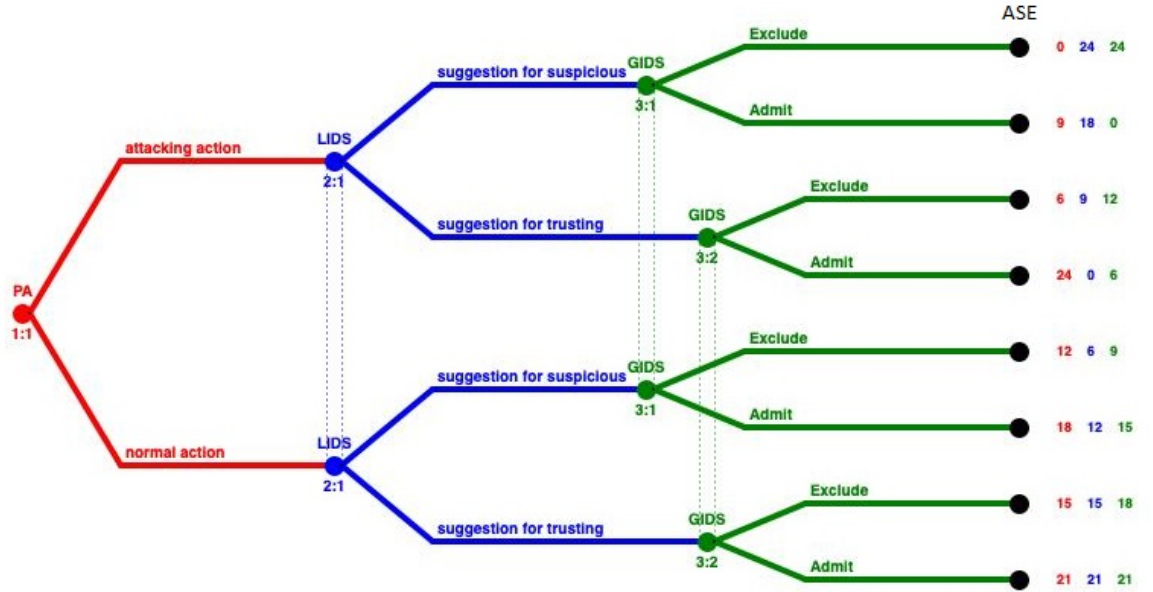 ASE
Exclude
0 24 24
GIDS
suggestion for suspicious
3:1
Admit
9 18 0
LIDS
attacking action
2:1
Exclude
6 9 12
GIDS
suggestion for trusting
3:2
Admit
24 0 6
PA
1:1
Exclude
12 6 9
GIDS
suggestion for suspicious
3:1
Admit
18 12 15
LIDS
normal action
2:1
Exclude
15 15 18
GIDS
suggestion for trusting
3:2
Admit
21 21 21